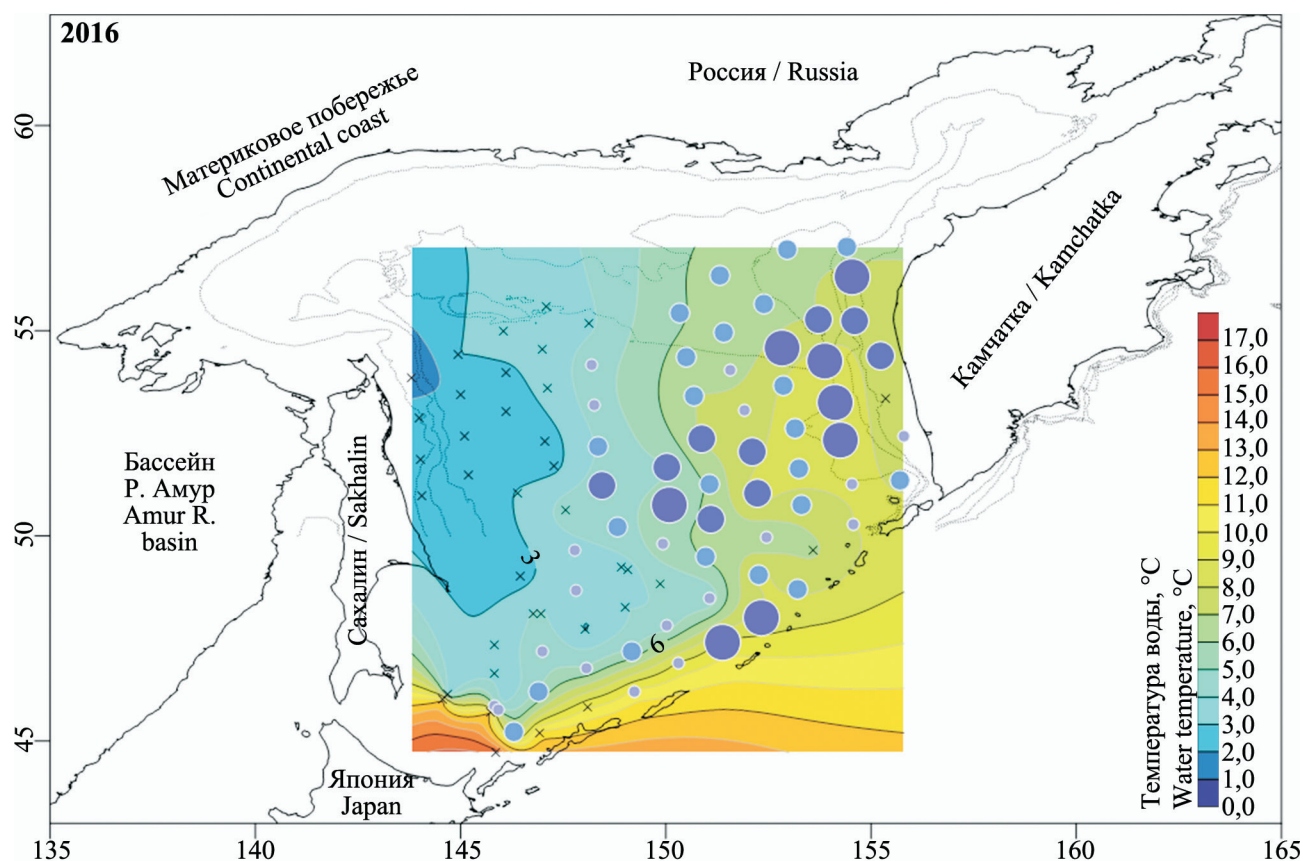 2016
Россия / Russia
Материковое побережье
Continental coast
60
55
50
45
Камчатка / Kamchatka
Бассейн
Р. Амур
Amur R.
basin
Сахалин / Sakhalin
3
6
Япония
Japan
Температура воды, °C
Water temperature, °C
17,0
16,0
15,0
14,0
13,0
12,0
11,0
10,0
9,0
8,0
7,0
6,0
5,0
4,0
3,0
2,0
1,0
0,0
135
140
145
150
155
160
165